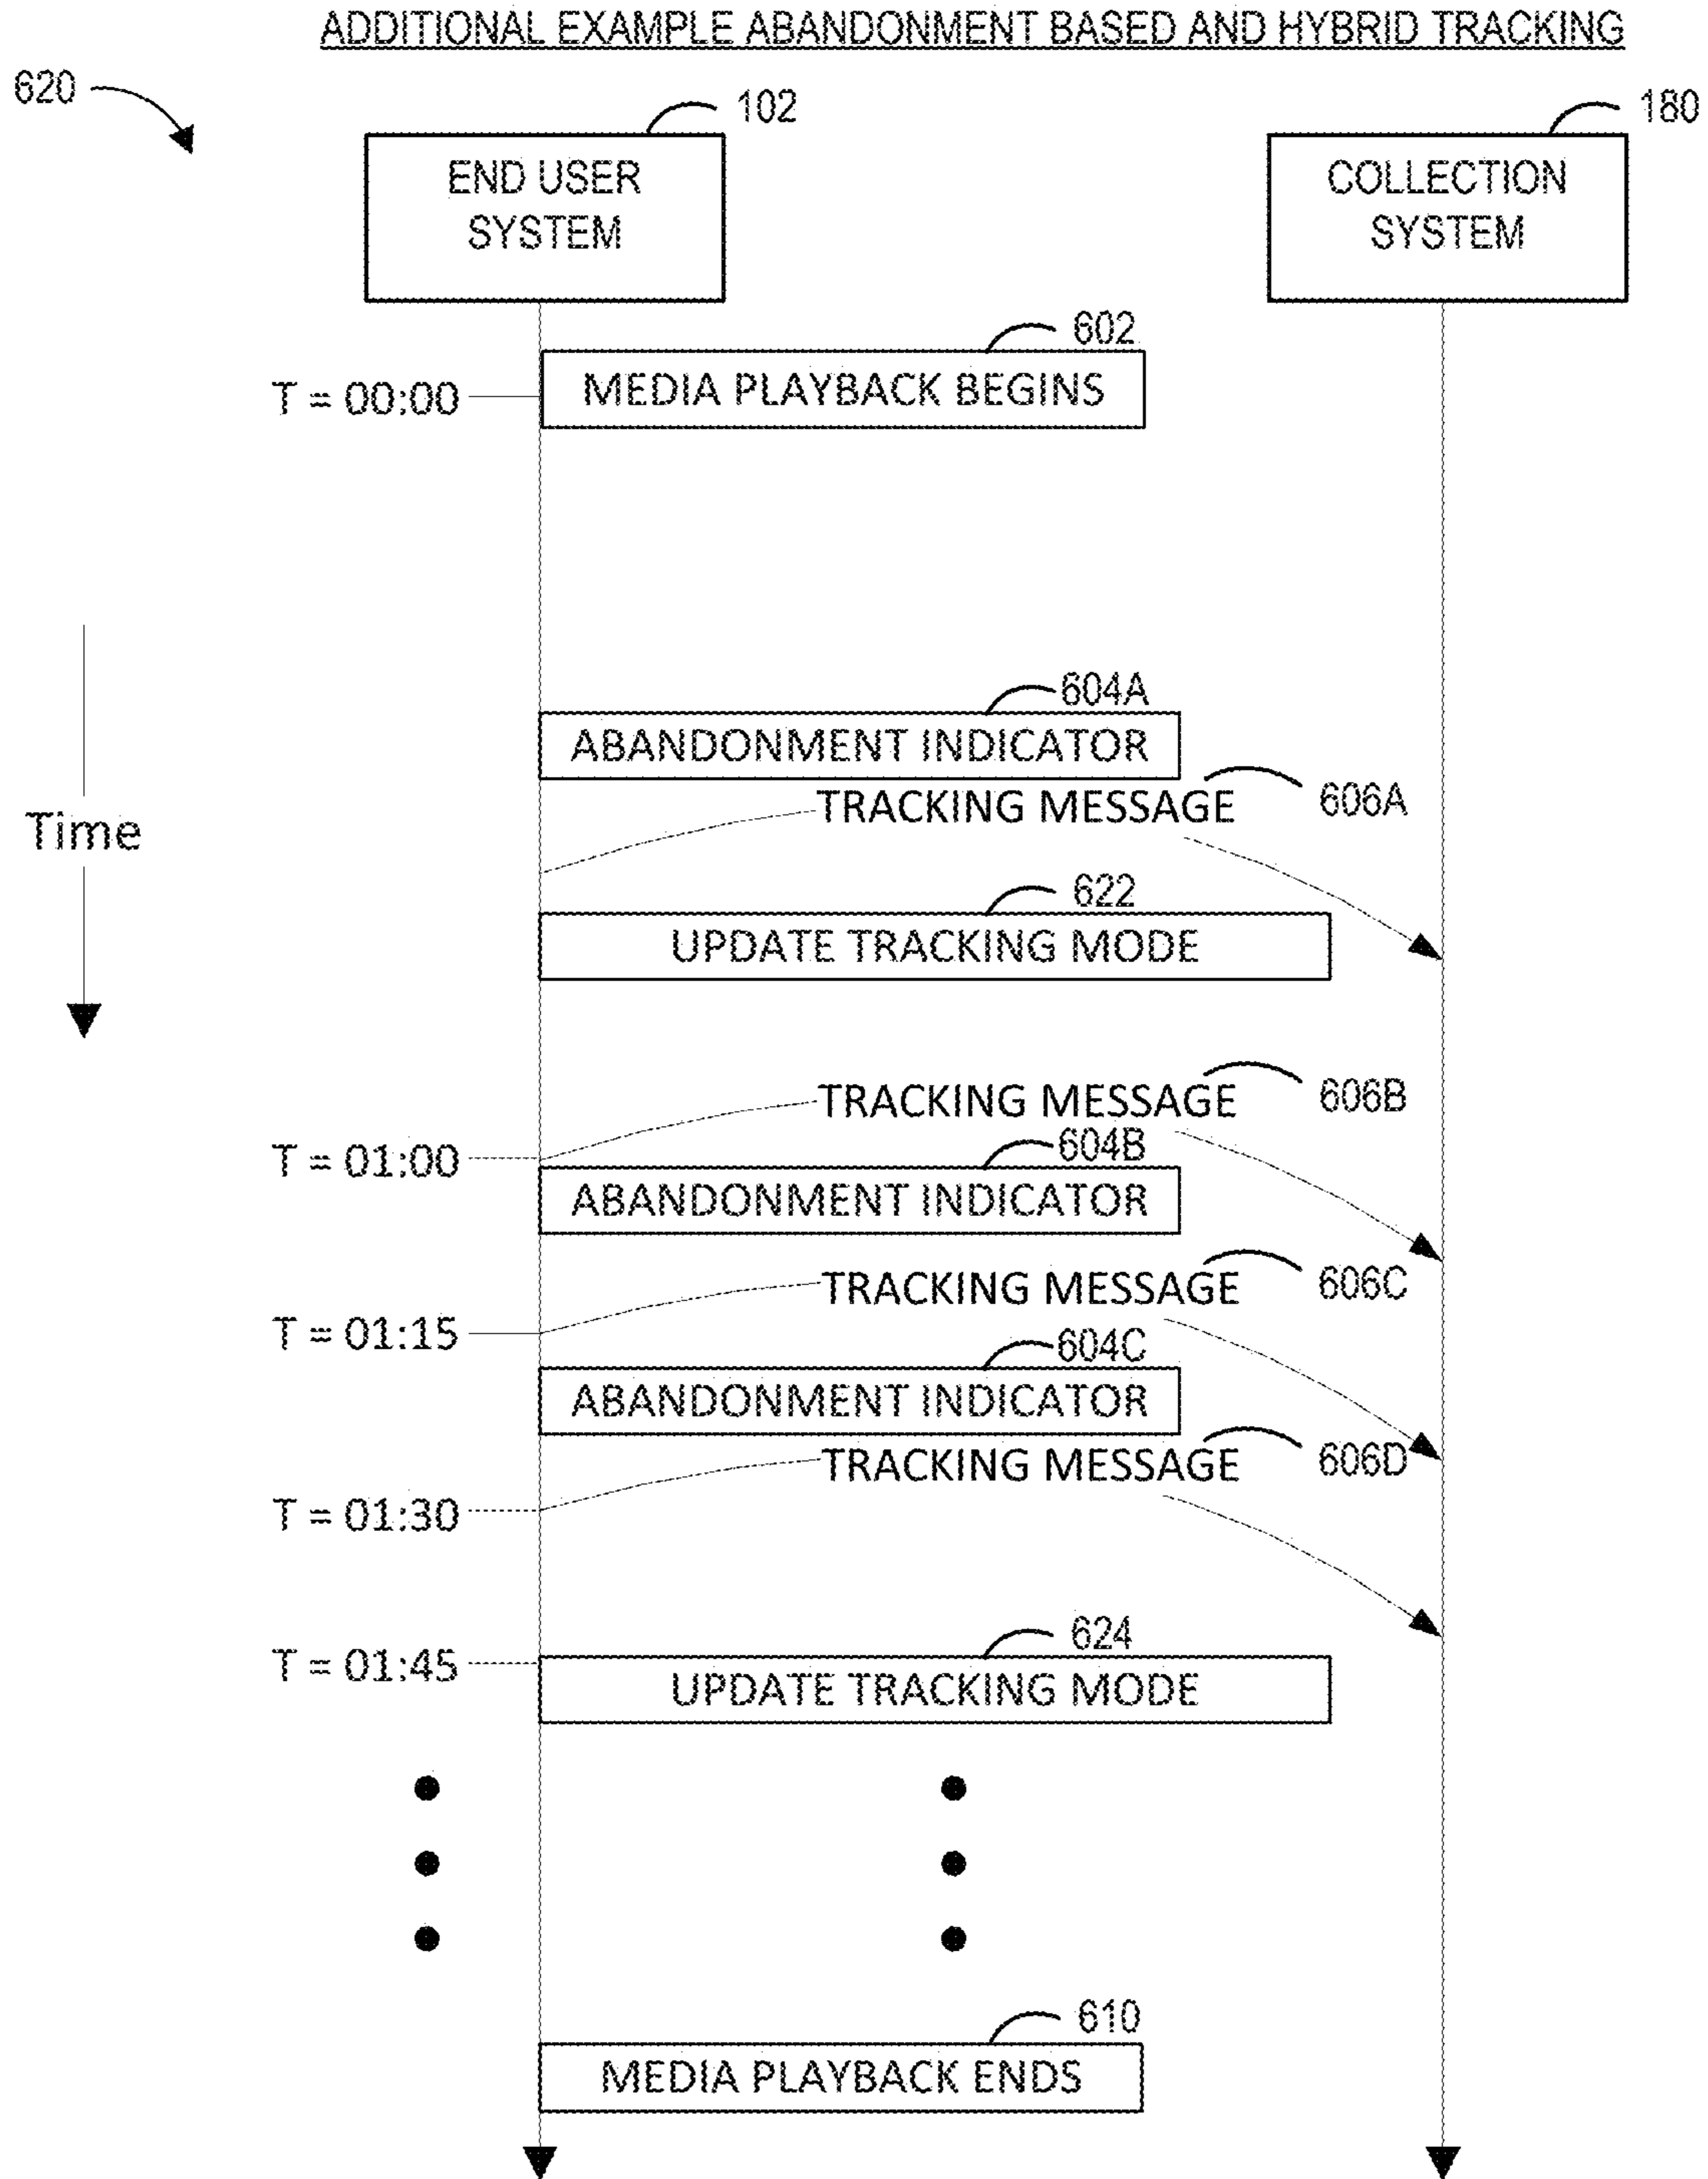 ADDITIONAL EXAMPLE ABANDONMENT BASED AND HYBRID TRACKING
620
102
180
END USER
SYSTEM
COLLECTION
SYSTEM
602
T = 00:00
MEDIA PLAYBACK BEGINS
604A
ABANDONMENT INDICATOR
TRACKING MESSAGE
606A
Time
622
UPDATE TRACKING MODE
TRACKING MESSAGE
606B
T = 01:00
604B
ABANDONMENT INDICATOR
TRACKING MESSAGE
606C
T = 01:15
604C
ABANDONMENT INDICATOR
TRACKING MESSAGE
606D
T = 01:30
624
T = 01:45
UPDATE TRACKING MODE
610
MEDIA PLAYBACK ENDS